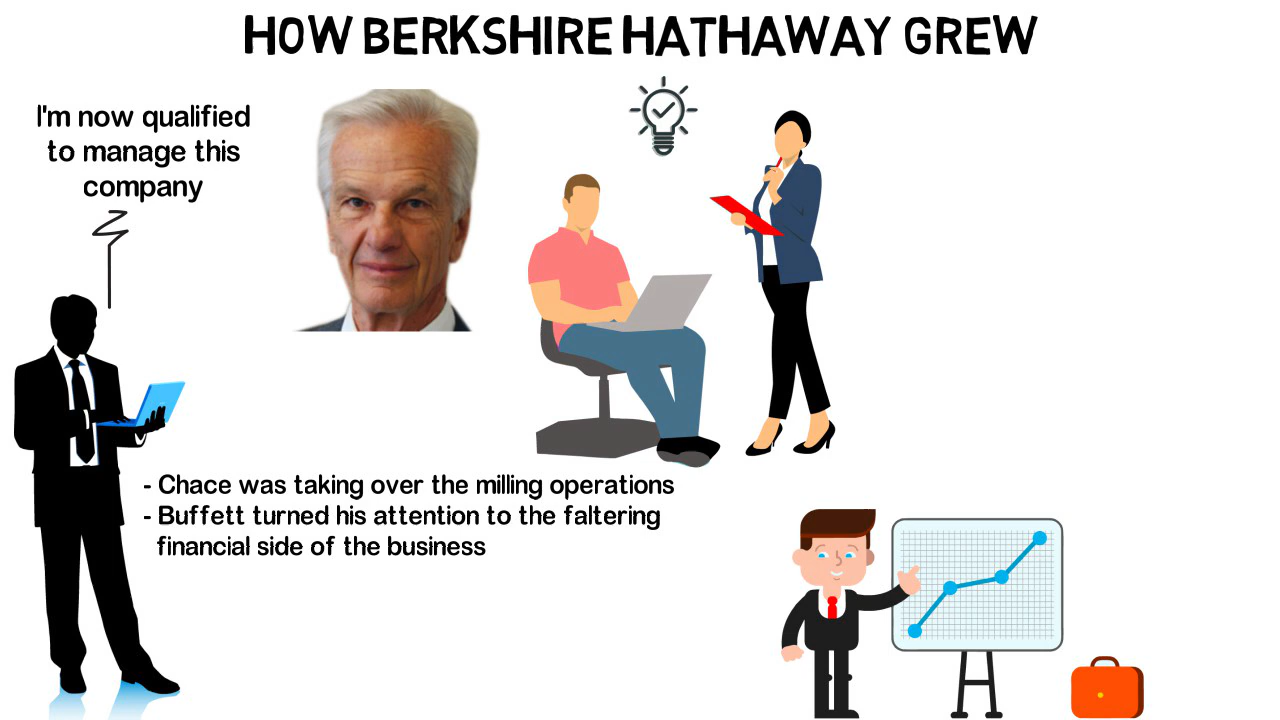 HOW BERKSHIRE HATHAWAY GREW
I'm now qualified
to manage this
company
- Chace was taking over the milling operations
- Buffett turned his attention to the faltering
financial side of the business